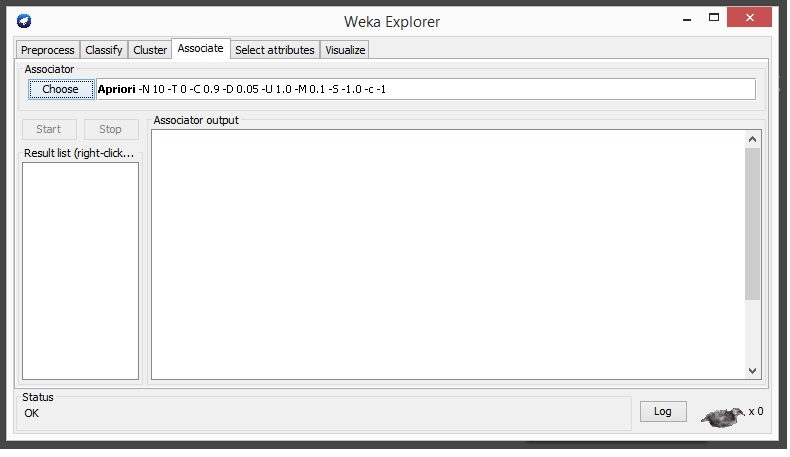 Weka Explorer
Preprocess Classify Cluster Associate Select attributes Visualize
Associator
Choose Apriori -N 10 -T 0 -C 0.9 -D 0.05 -U 1.0 -M 0.1 -S -1.0 -c -1
Start Stop
Associator output
Result list (right-click...
Status
OK
Log
x 0